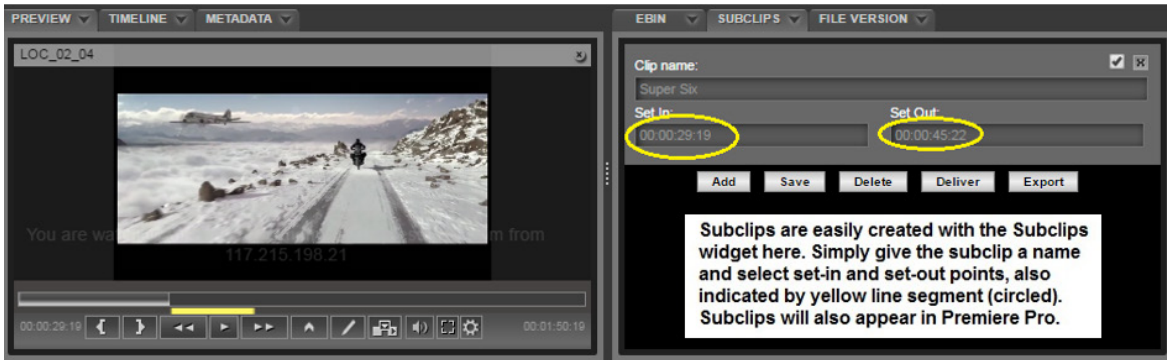 PREVIEW TIMELINE METADATA
LOC_02_04
You are wa m from
117.215.198.21
00:00:29:19 00:01:50:19
EBIN SUBCLIPS FILE VERSION
Clip name:
Super Six
Set In: Set Out:
00:00:29:19 00:00:45:22
Add Save Delete Deliver Export
Subclips are easily created with the Subclips
widget here. Simply give the subclip a name
and select set-in and set-out points, also
indicated by yellow line segment (circled).
Subclips will also appear in Premiere Pro.